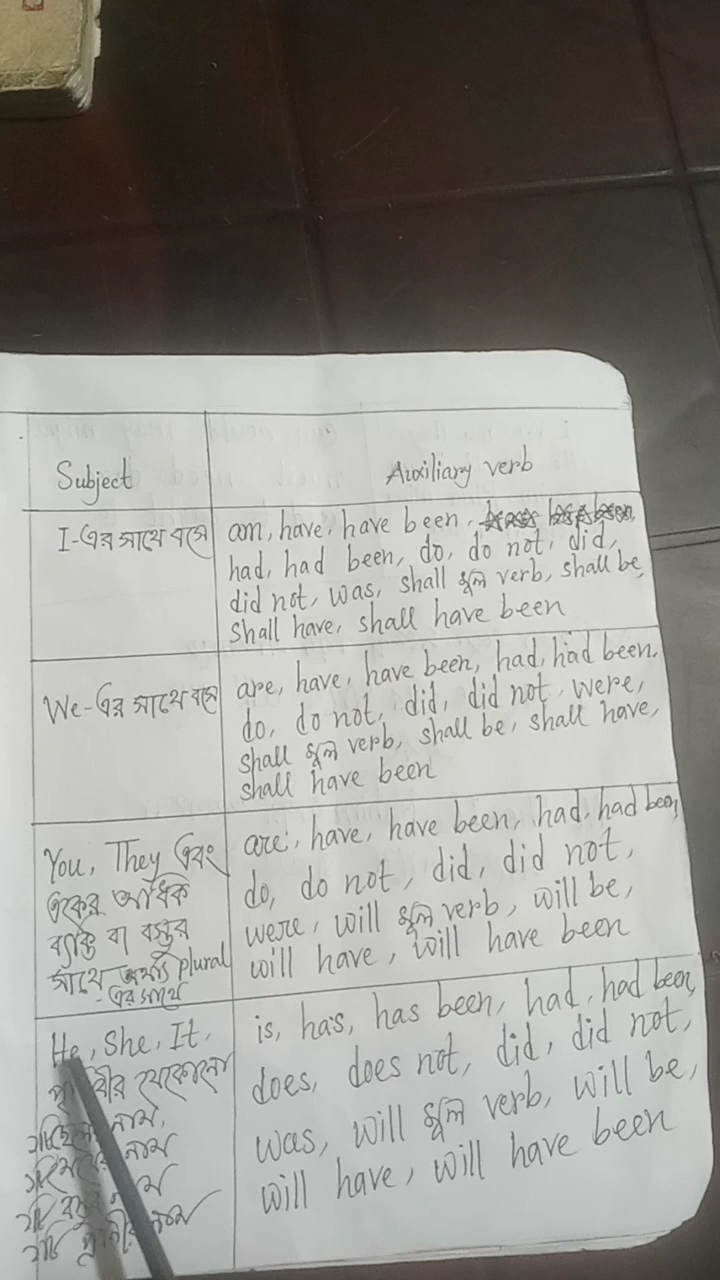 Subject
Auxiliary verb
I-এর সাথে বসে
am, have, have been,
had, had been, do, do not, did,
did not, was, shall মূল verb, shall be,
shall have, shall have been
We-এর সাথে বসে
are, have, have been, had, had been,
do, do not, did, did not, were,
shall মূল verb, shall be, shall have,
shall have been
You, They এবং
একের অধিক
ব্যক্তি বা বস্তুর
সাথে অর্থাৎ plural
-এর সাথে
are, have, have been, had, had been,
do, do not, did, did not,
were, will মূল verb, will be,
will have, will have been
He, She, It,
যেকোনো
নাম,
নাম
নাম
নাম
is, has, has been, had, had been,
does, does not, did, did not,
was, will মূল verb, will be,
will have, will have been